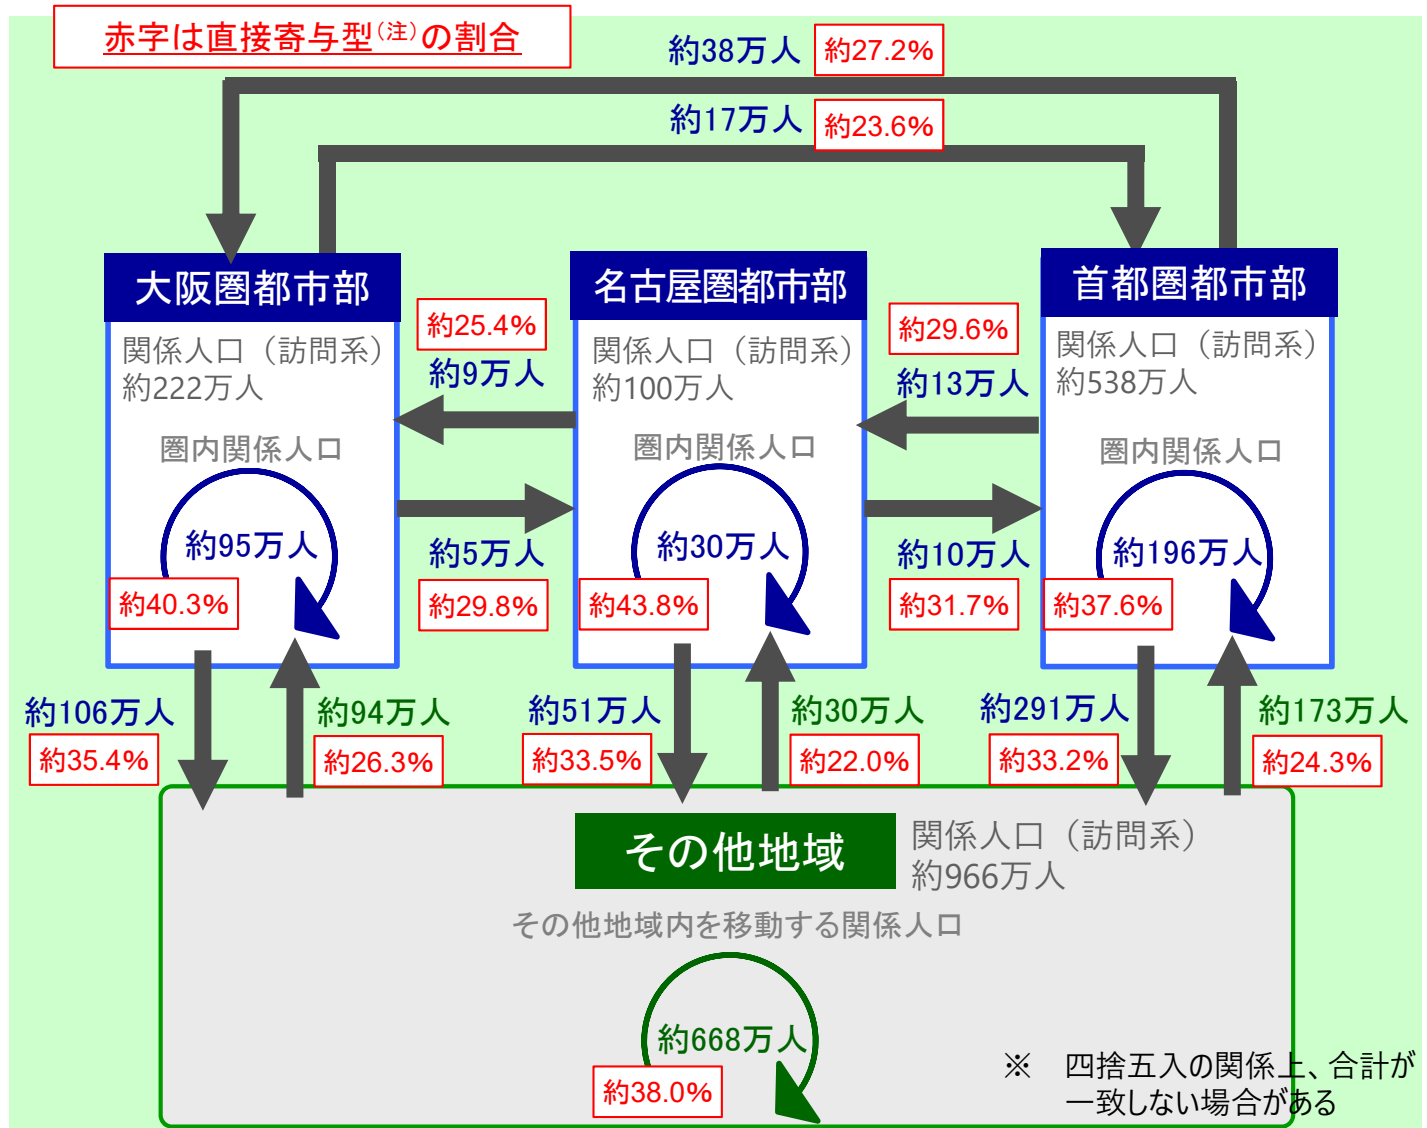 赤字は直接寄与型(注)の割合
約38万人 約27.2%
約17万人 約23.6%
大阪圏都市部
関係人口（訪問系）
約222万人
圏内関係人口
約95万人
約40.3%
約25.4%
約9万人
約5万人
約29.8%
名古屋圏都市部
関係人口（訪問系）
約100万人
圏内関係人口
約30万人
約43.8%
約29.6%
約13万人
約10万人
約31.7%
首都圏都市部
関係人口（訪問系）
約538万人
圏内関係人口
約196万人
約37.6%
約106万人
約35.4%
約94万人
約26.3%
約51万人
約33.5%
約30万人
約22.0%
約291万人
約33.2%
約173万人
約24.3%
その他地域
関係人口（訪問系）
約966万人
その他地域内を移動する関係人口
約668万人
約38.0%
※　四捨五入の関係上、合計が
一致しない場合がある